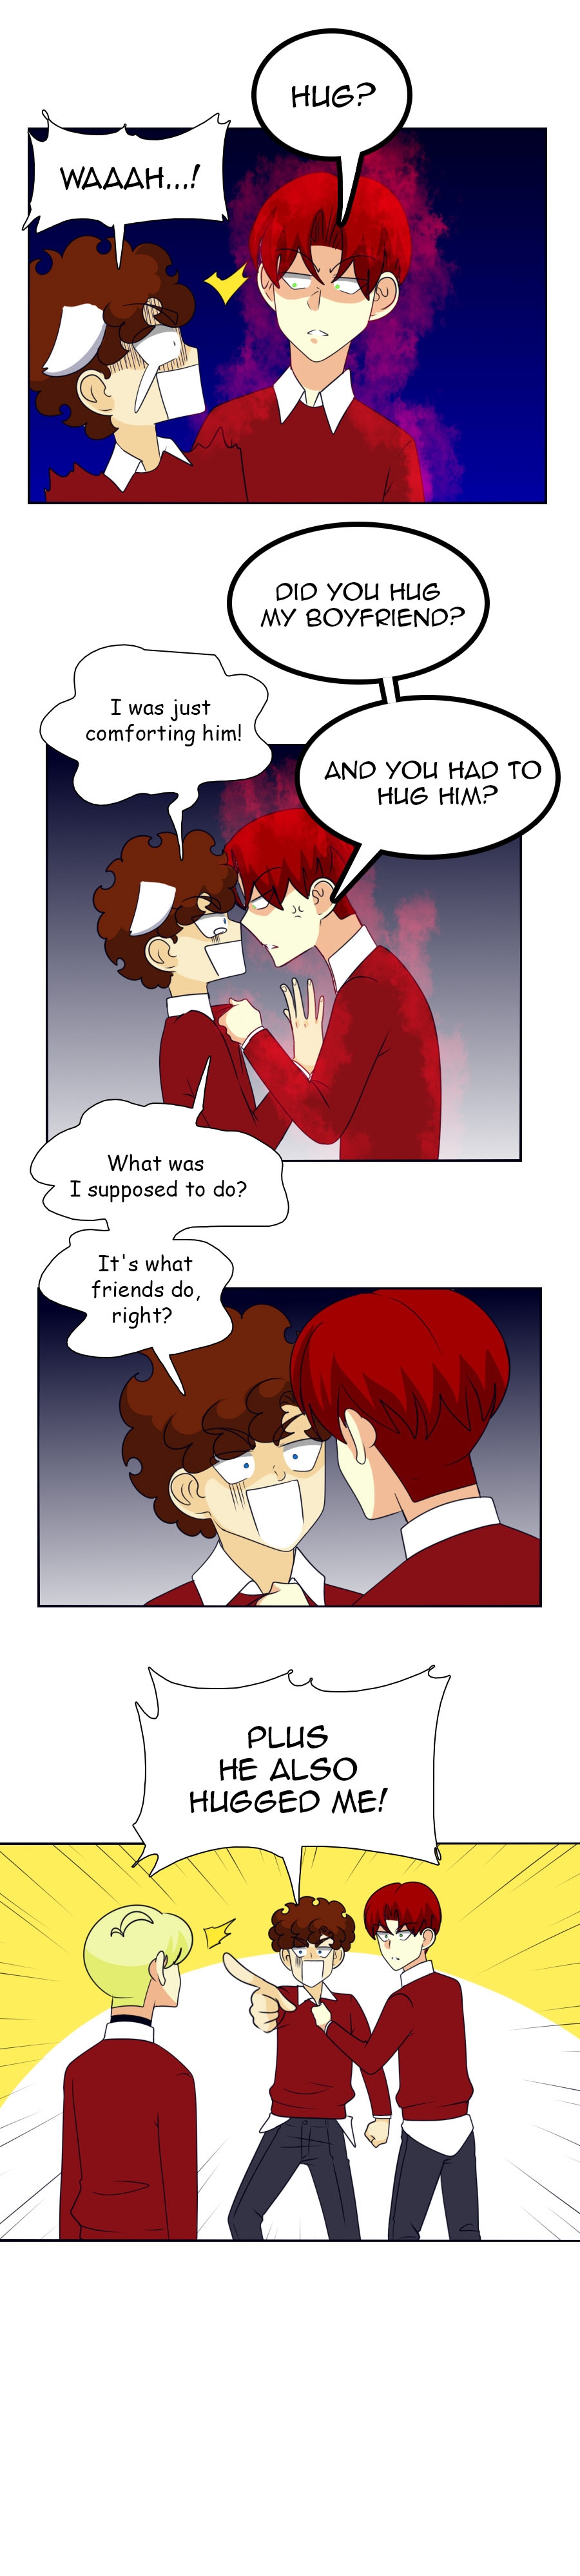 HUG?
WAAAH...!
DID YOU HUG
MY BOYFRIEND?
I was just
comforting him!
AND YOU HAD TO
HUG HIM?
What was
I supposed to do?
It's what
friends do,
right?
PLUS
HE ALSO
HUGGED ME!